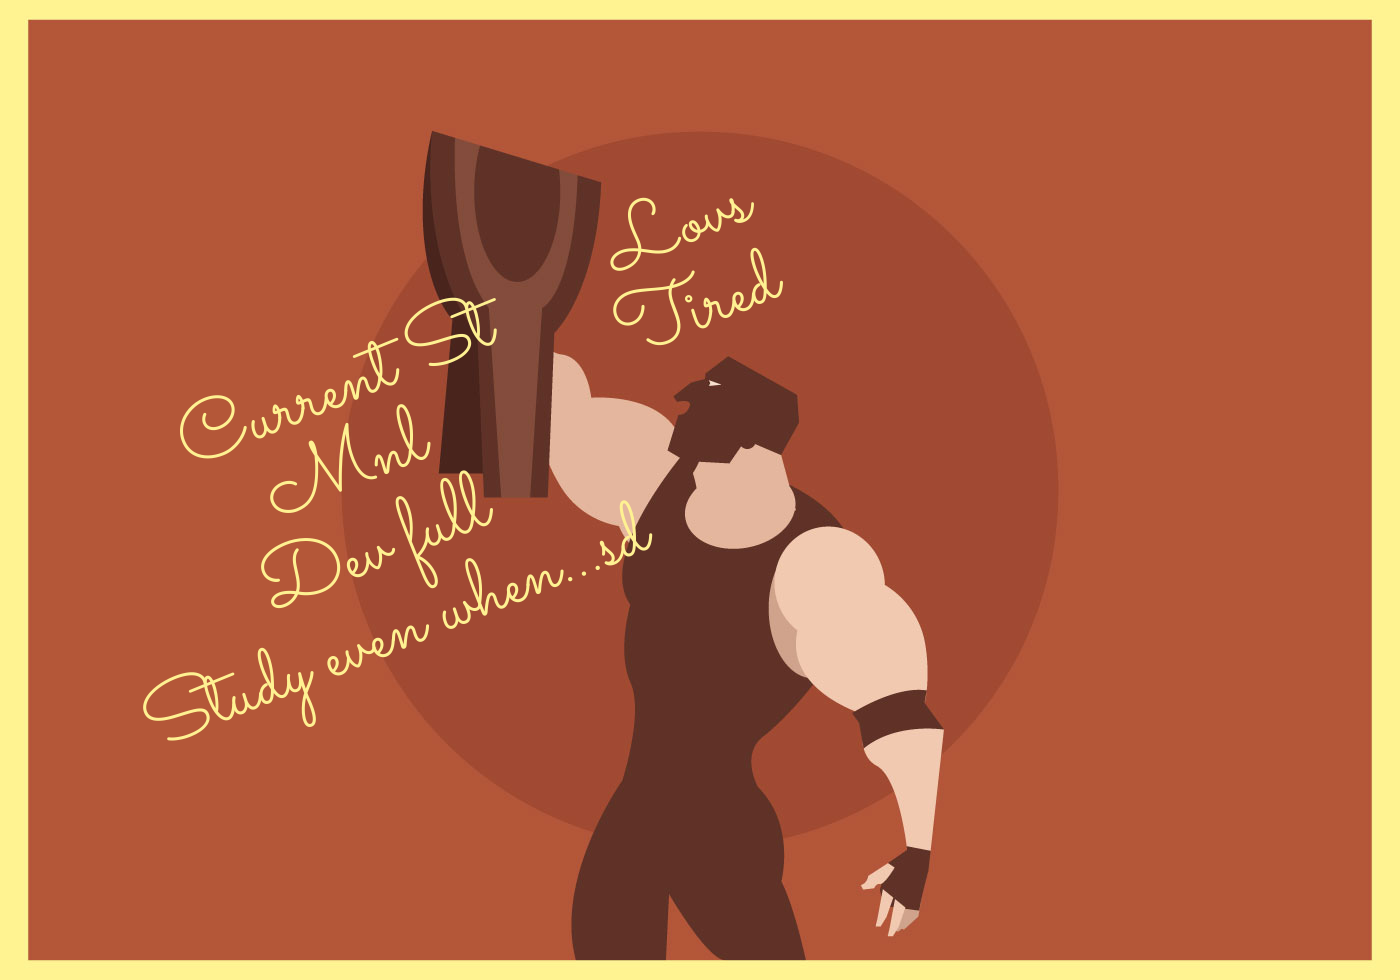 Lovs
Tired
Current St
Mnl
Dev full
Study even when...sd